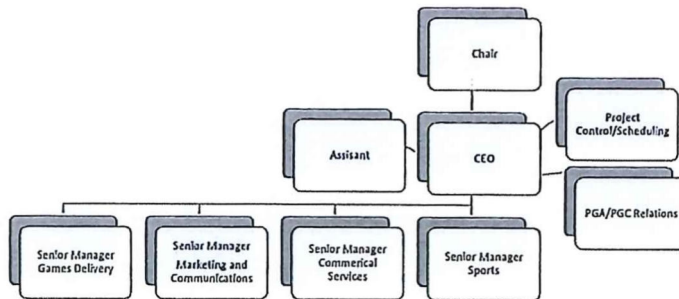 Chair
Project
Control/Scheduling
Assisant
CEO
PGA/PGC Relations
Senior Manager
Games Delivery
Senior Manager
Marketing and
Communications
Senior Manager
Commerical
Services
Senior Manager
Sports